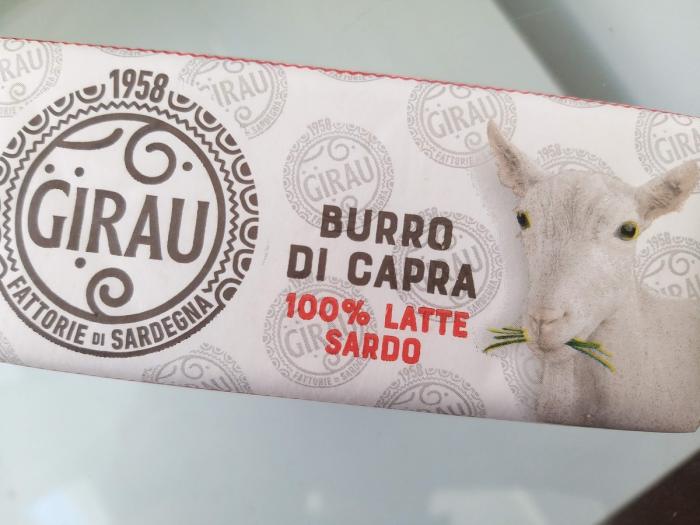 1958
GIRAU
FATTORIE DI SARDEGNA
BURRO
DI CAPRA
100% LATTE
SARDO